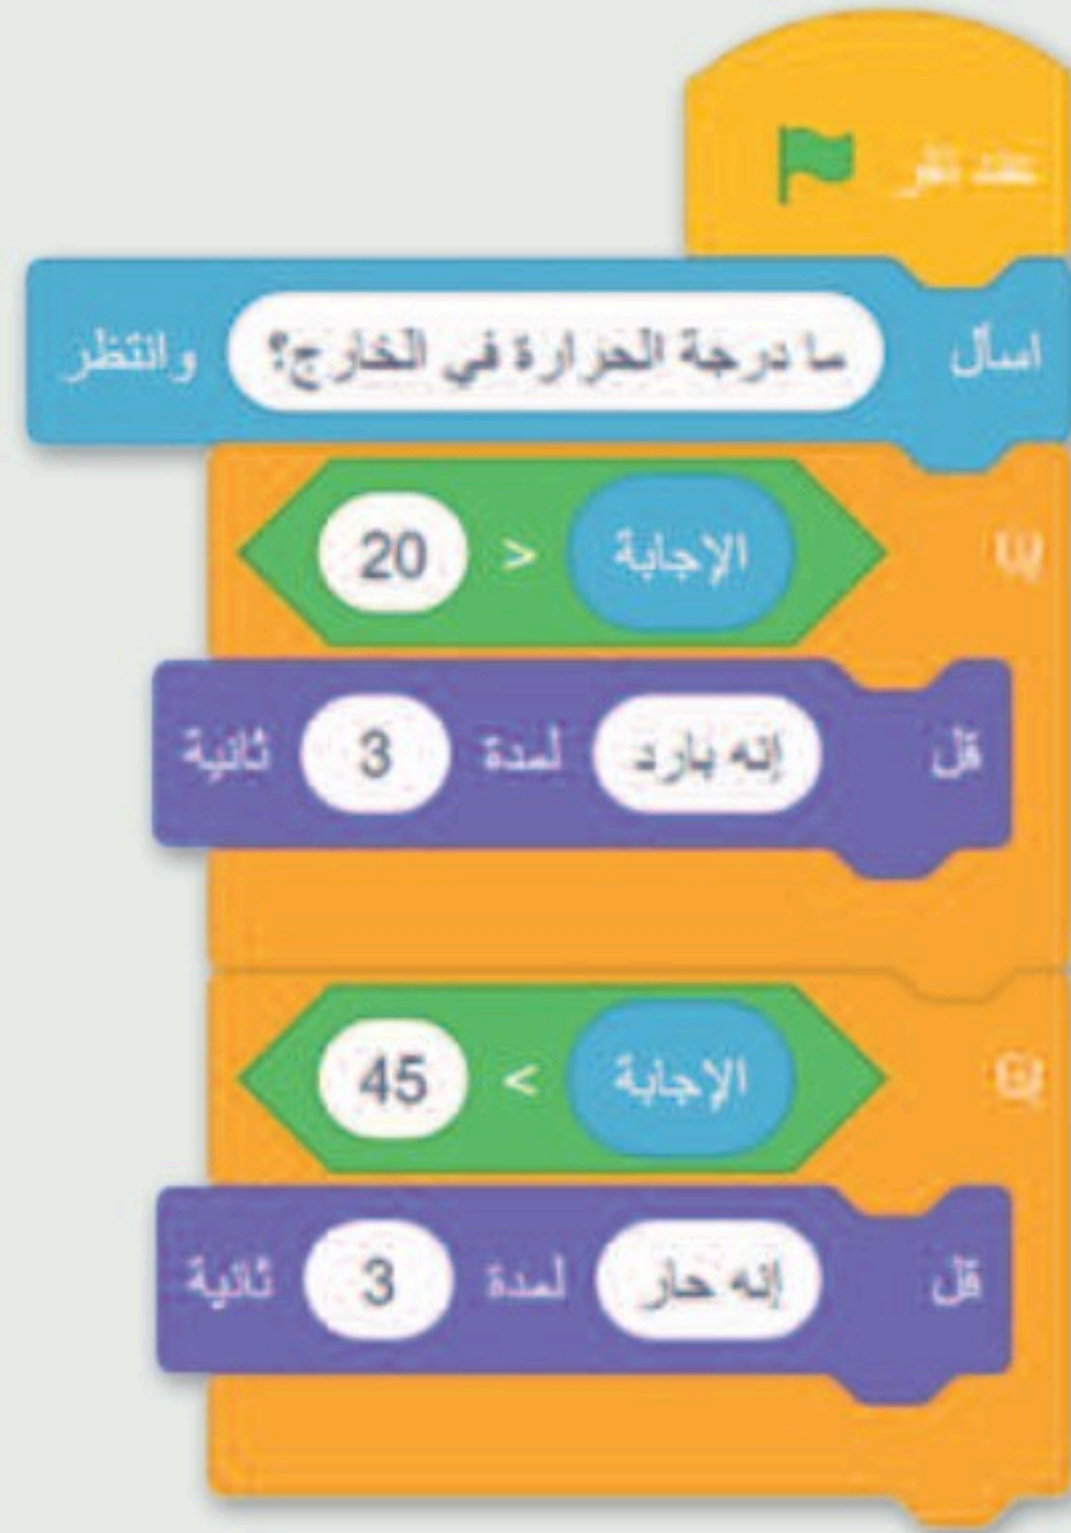 عند نقر
اسأل ما درجة الحرارة في الخارج؟ وانتظر
إذا الإجابة < 20
قل إنه بارد لمدة 3 ثانية
إذا الإجابة > 45
قل إنه حار لمدة 3 ثانية